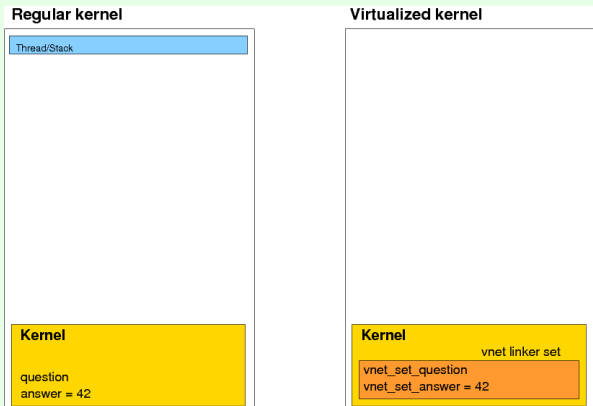 Regular kernel
Thread/Stack
Kernel
question
answer = 42
Virtualized kernel
Kernel
vnet linker set
vnet_set_question
vnet_set_answer = 42